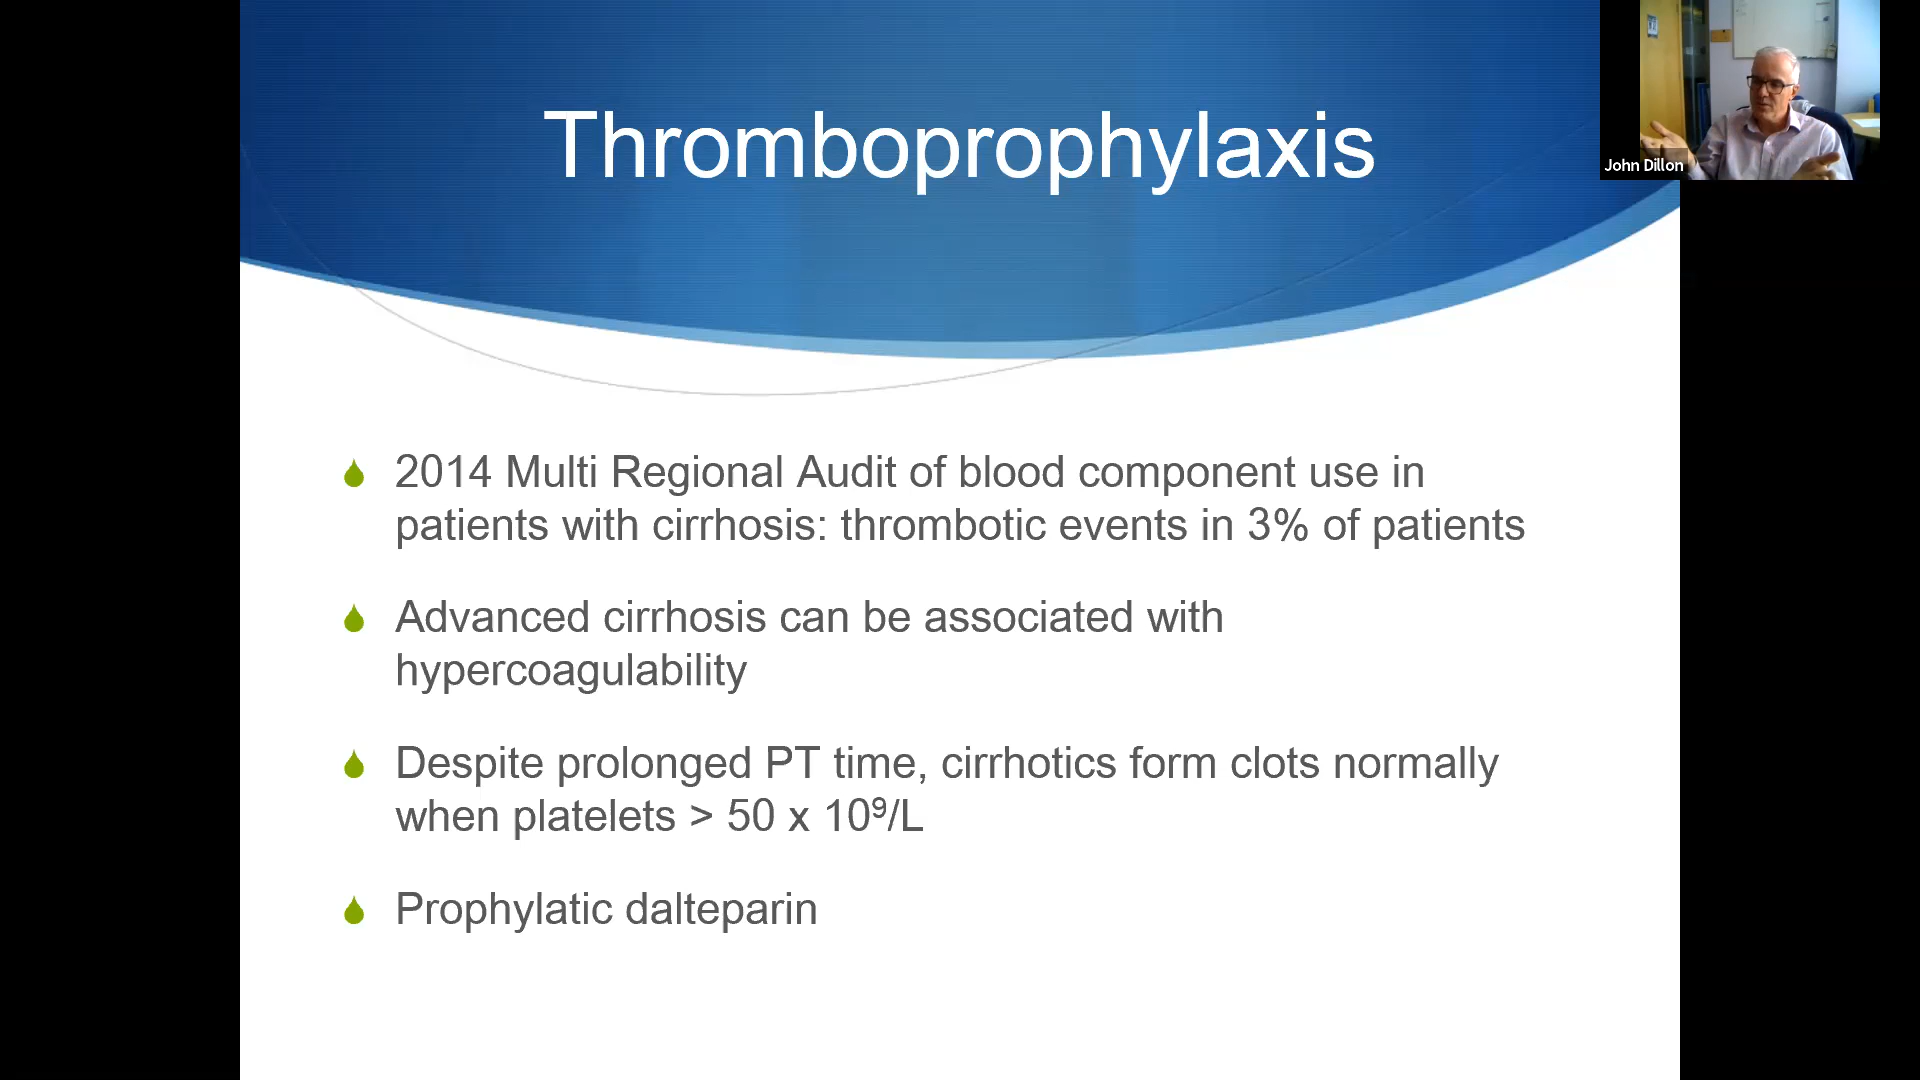 Thromboprophylaxis
John Dillon
2014 Multi Regional Audit of blood component use in
patients with cirrhosis: thrombotic events in 3% of patients
Advanced cirrhosis can be associated with
hypercoagulability
Despite prolonged PT time, cirrhotics form clots normally
when platelets > 50 x 10⁹/L
Prophylatic dalteparin